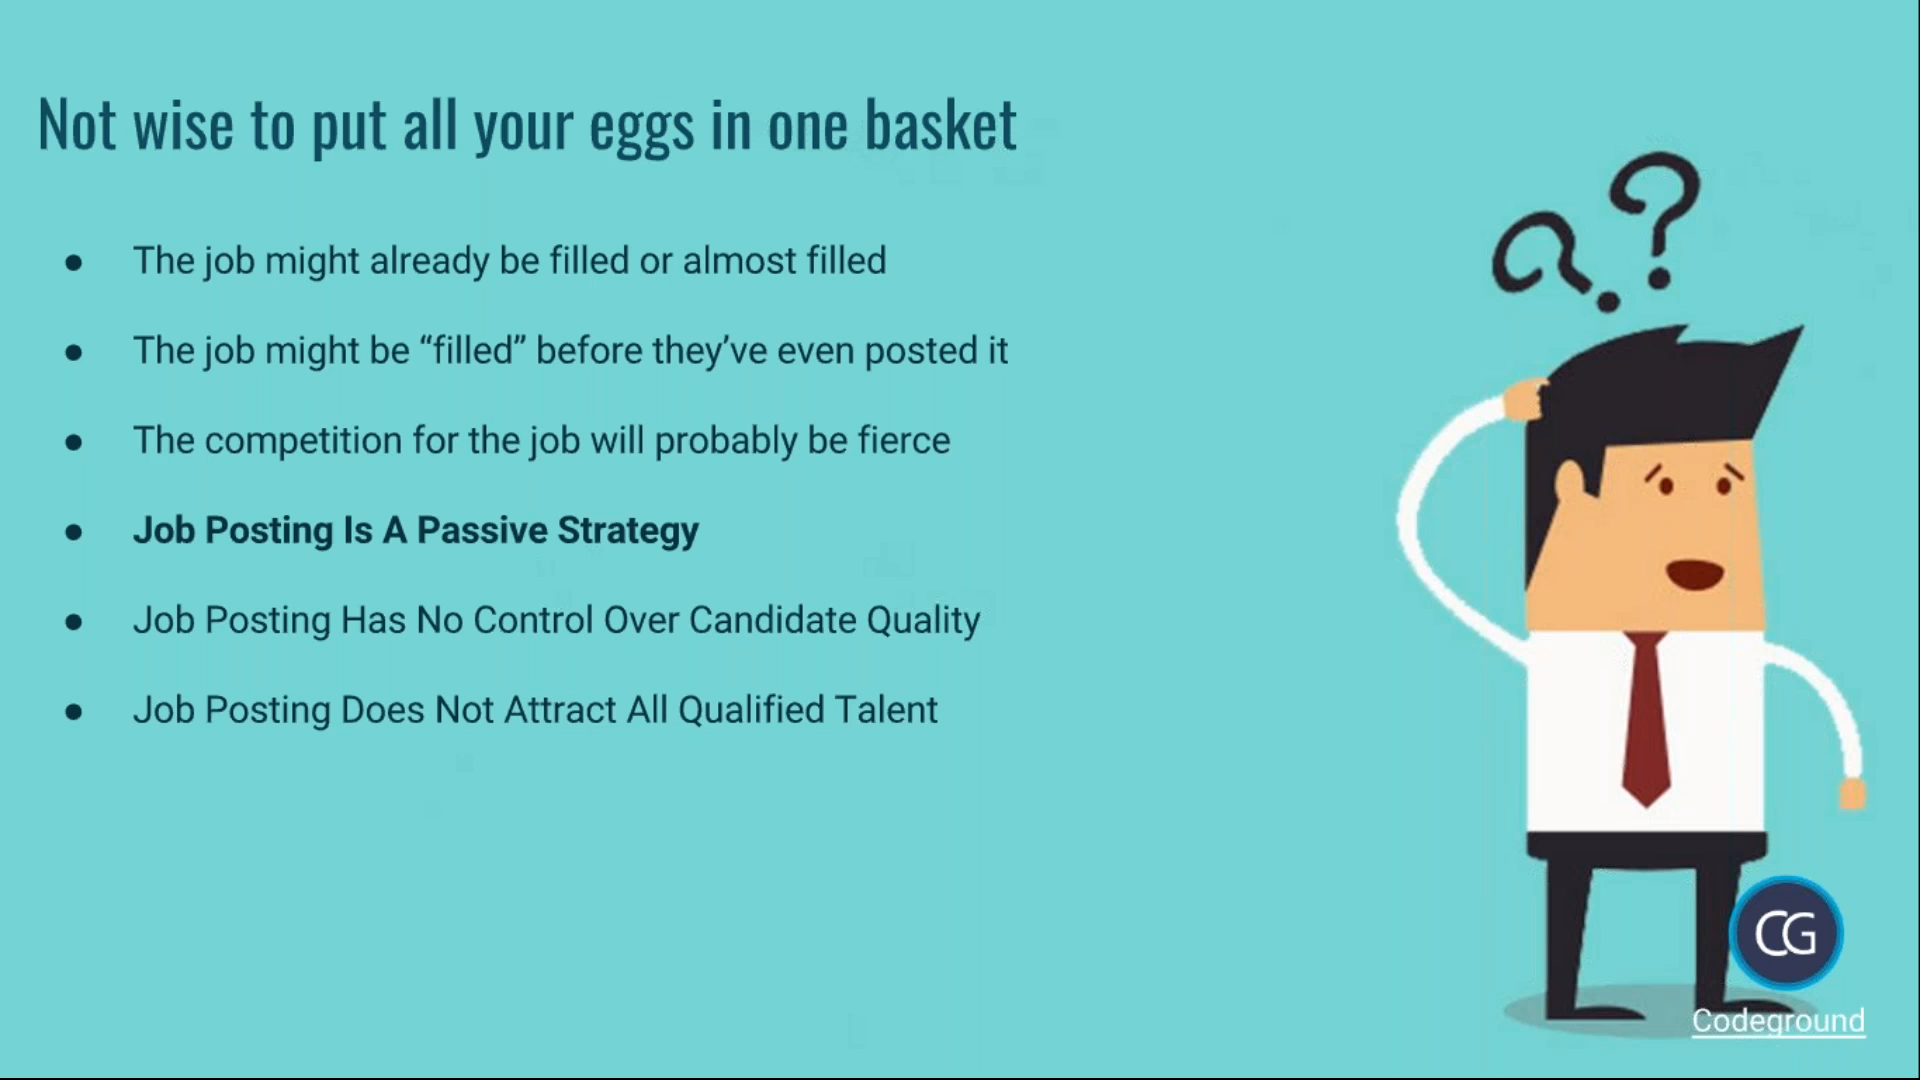 Not wise to put all your eggs in one basket
● The job might already be filled or almost filled
● The job might be “filled” before they’ve even posted it
● The competition for the job will probably be fierce
● Job Posting Is A Passive Strategy
● Job Posting Has No Control Over Candidate Quality
● Job Posting Does Not Attract All Qualified Talent
? ?
CG
Codeground